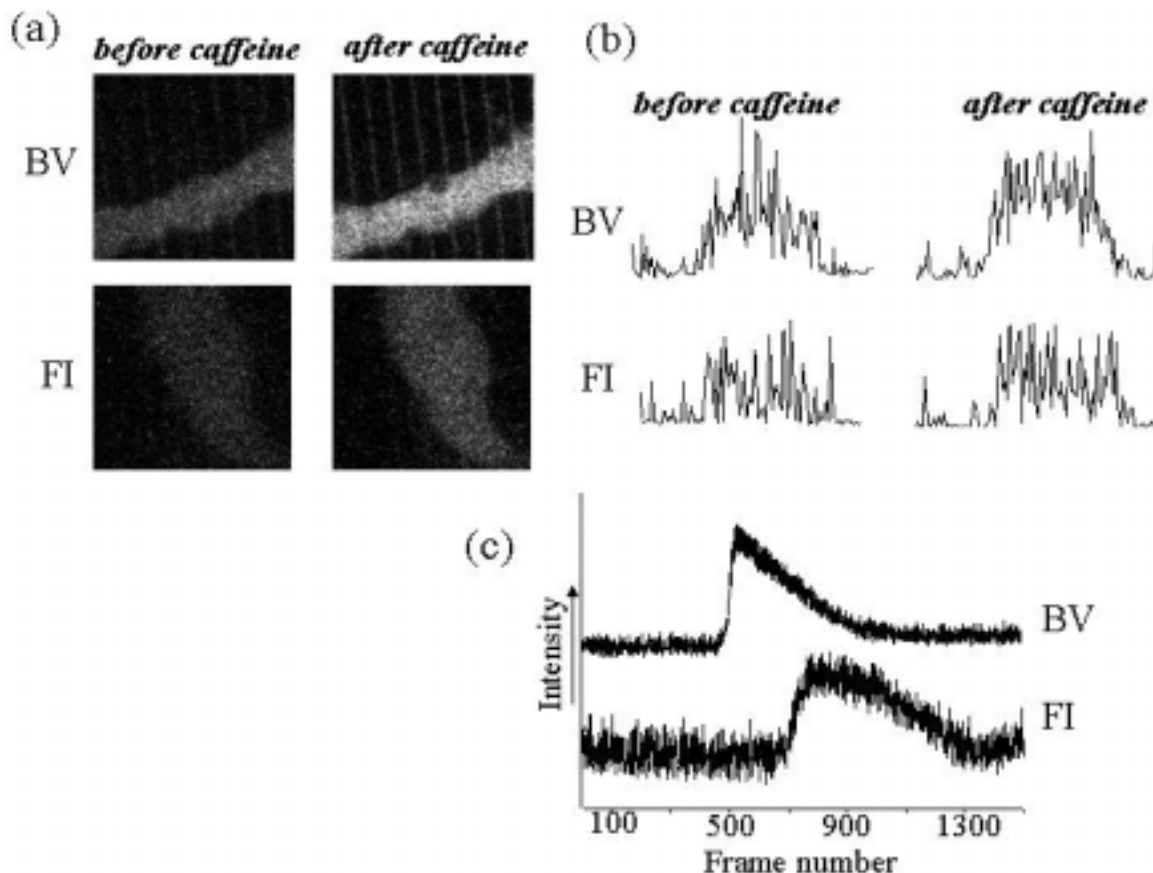 (a)
before caffeine after caffeine
BV
FI
(b)
before caffeine after caffeine
BV
FI
(c)
Intensity
BV
FI
100 500 900 1300
Frame number